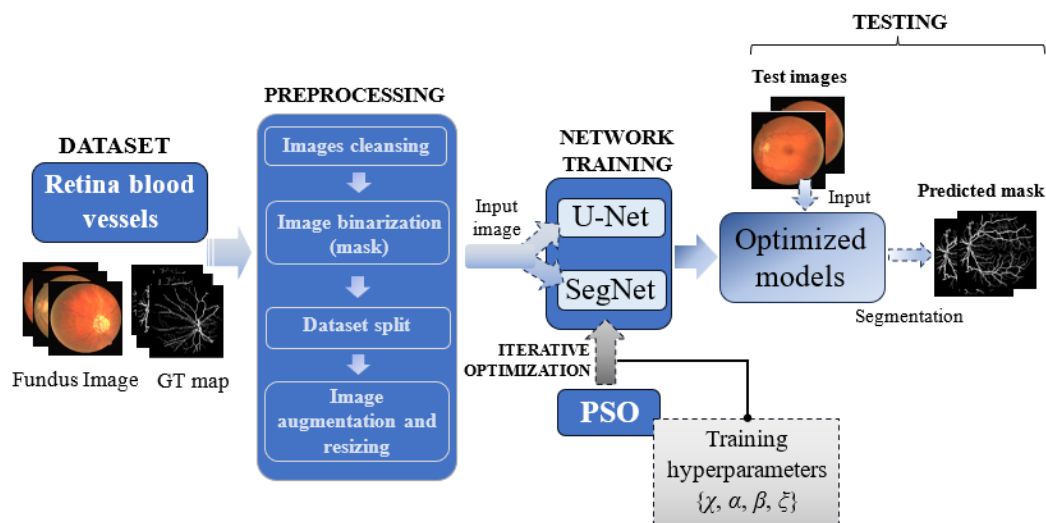 DATASET
Retina blood
vessels
Fundus Image
GT map
PREPROCESSING
Images cleansing
Image binarization
(mask)
Dataset split
Image
augmentation and
resizing
Input
image
NETWORK
TRAINING
U-Net
SegNet
ITERATIVE
OPTIMIZATION
PSO
Training
hyperparameters
{χ, α, β, ξ}
TESTING
Test images
Input
Optimized
models
Segmentation
Predicted mask